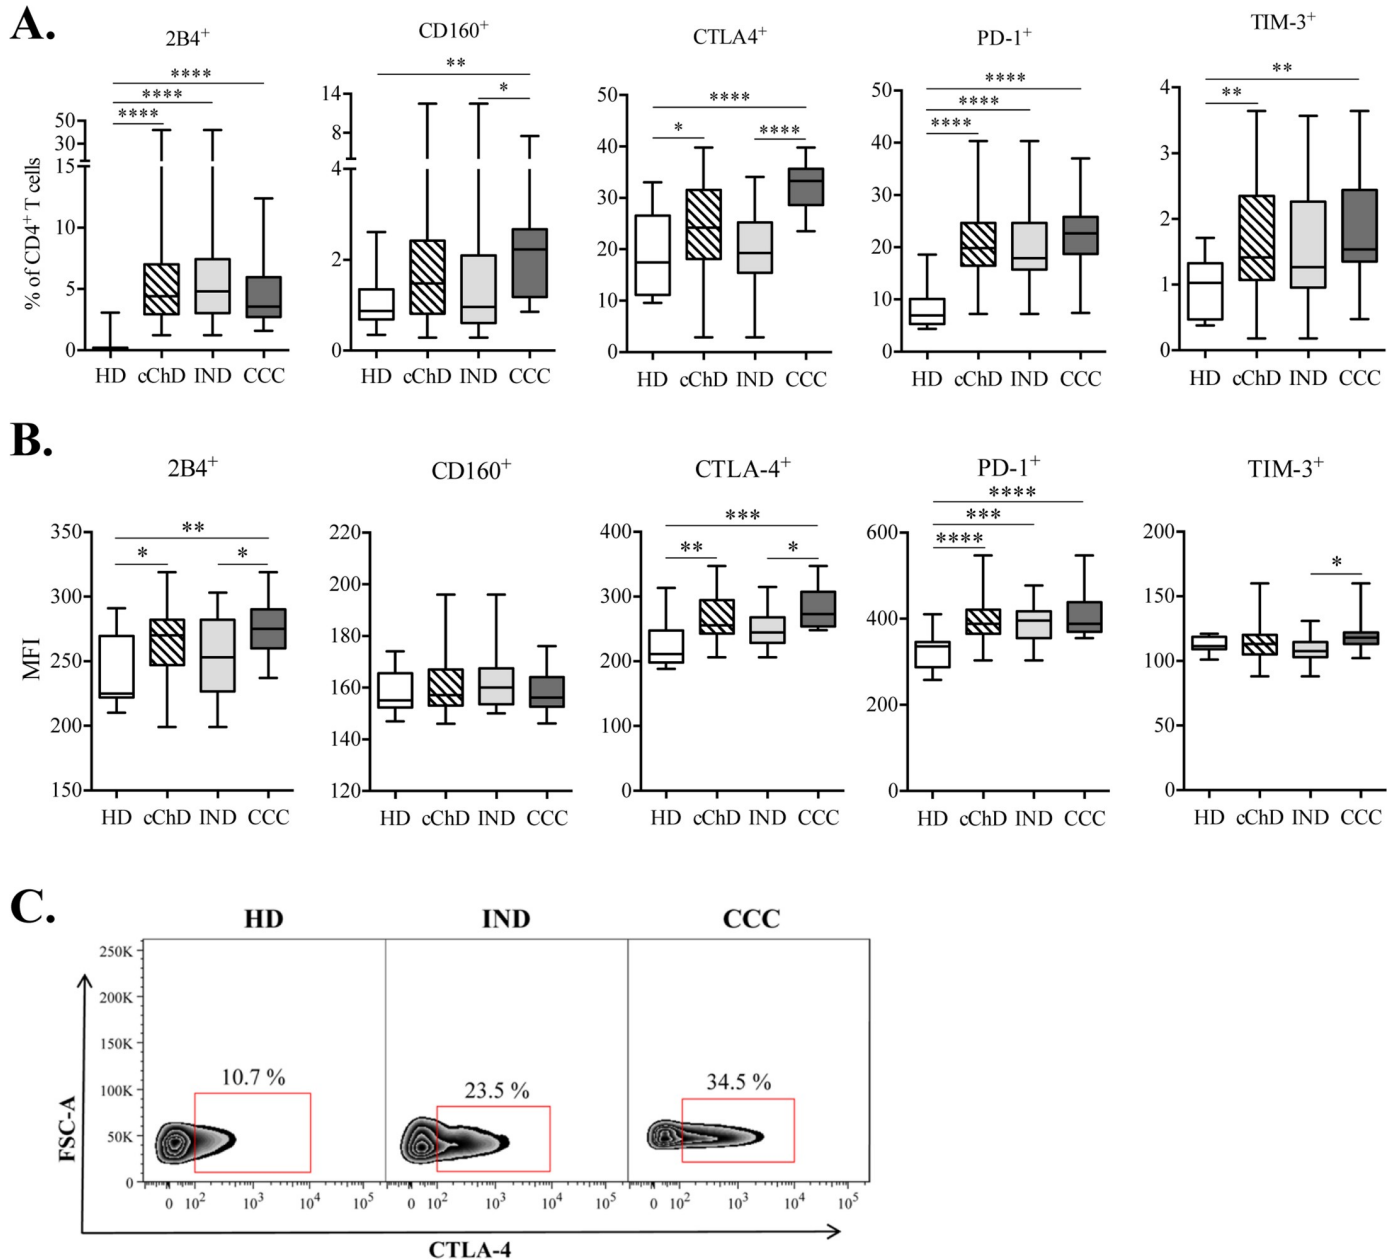 A.
2B4+
CD160+
CTLA4+
PD-1+
TIM-3+
% of CD4+ T cells
50
30
15
10
5
0
****
****
****
HD cChD IND CCC
14
8
4
2
0
**
*
HD cChD IND CCC
50
40
30
20
10
0
****
*
****
HD cChD IND CCC
50
40
30
20
10
0
****
****
****
HD cChD IND CCC
4
3
2
1
0
**
**
HD cChD IND CCC
B.
2B4+
CD160+
CTLA-4+
PD-1+
TIM-3+
MFI
350
300
250
200
150
**
*
*
HD cChD IND CCC
220
200
180
160
140
120
HD cChD IND CCC
400
300
200
100
0
***
**
*
HD cChD IND CCC
600
400
200
0
****
***
****
HD cChD IND CCC
200
150
100
50
0
*
HD cChD IND CCC
C.
HD
IND
CCC
FSC-A
250K
200K
150K
100K
50K
0
10.7 %
23.5 %
34.5 %
0 10² 10³ 10⁴ 10⁵
0 10² 10³ 10⁴ 10⁵
0 10² 10³ 10⁴ 10⁵
CTLA-4